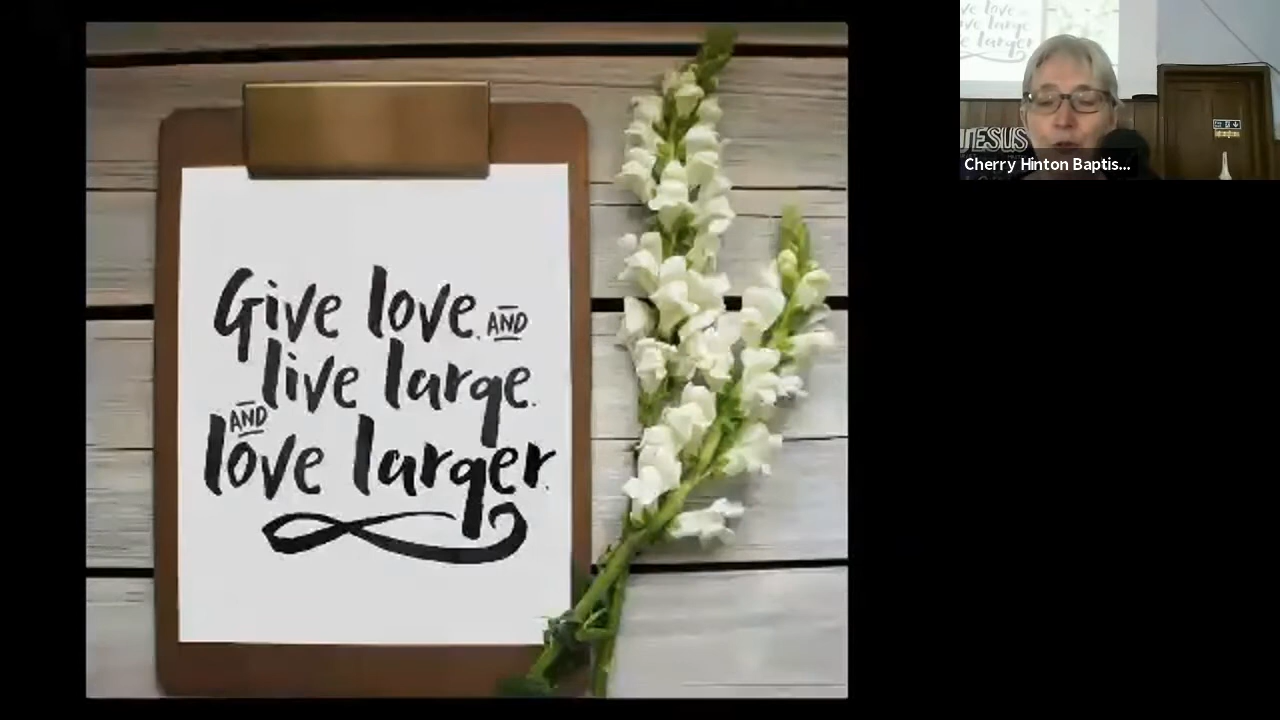 Give love. AND
live large.
AND
love larger.
JESUS
Cherry Hinton Baptis...